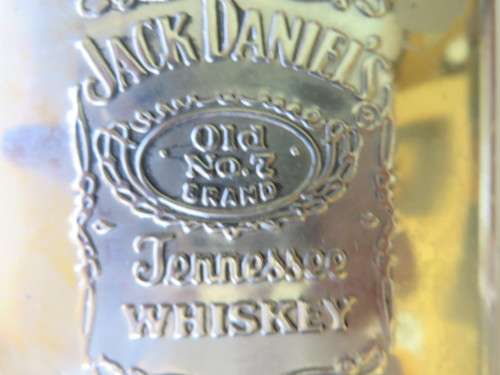 JACK DANIEL'S
Old
No. 7
BRAND
Tennessee
WHISKEY